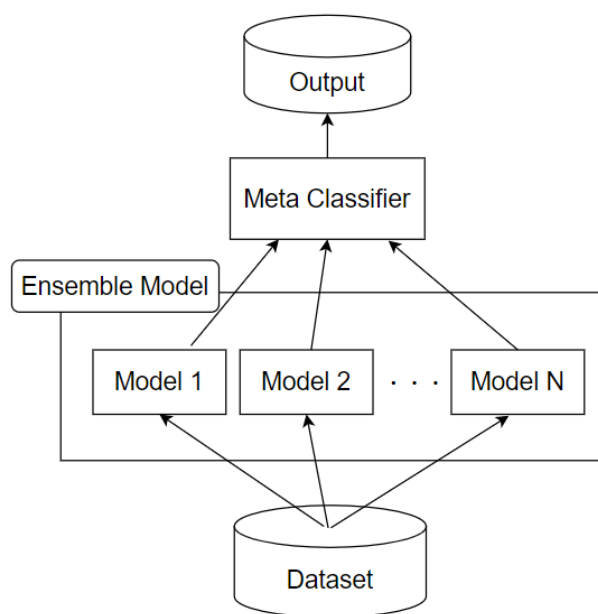 Output
Meta Classifier
Ensemble Model
Model 1
Model 2
. . .
Model N
Dataset